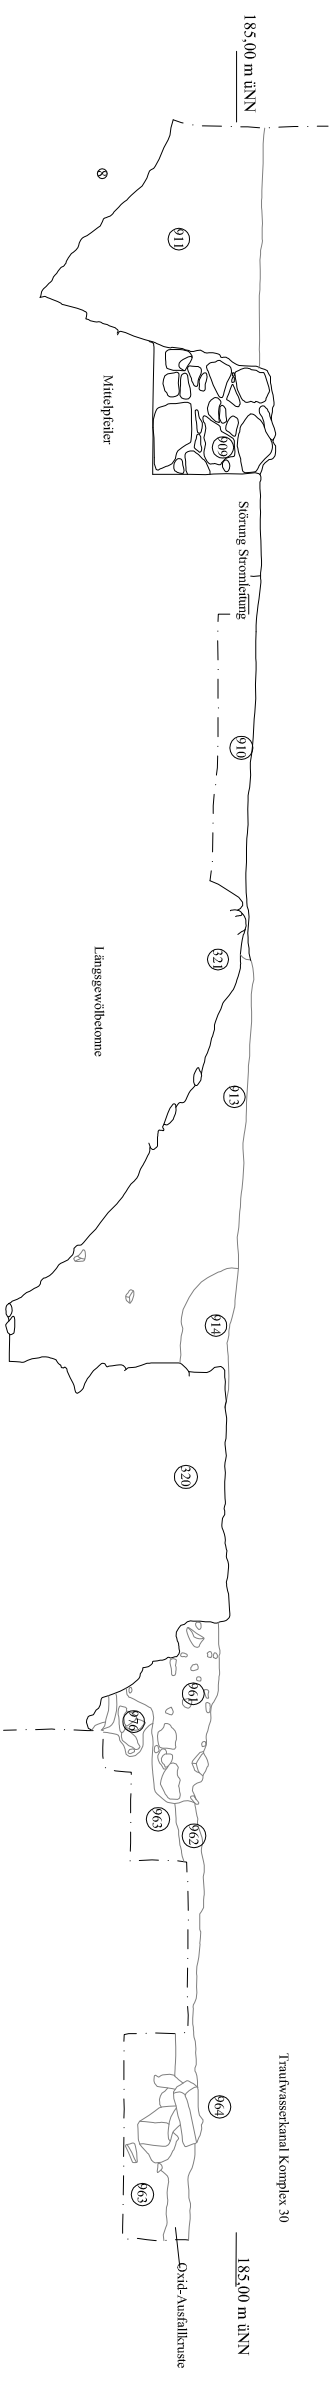 185,00 m üNN
911
Mittelpfeiler
909
Störung Stromleitung
910
321
Längsgewölbetonne
913
914
320
961
976
963
962
Traufwasserkanal Komplex 30
964
963
185,00 m üNN
Oxid-Ausfallkruste